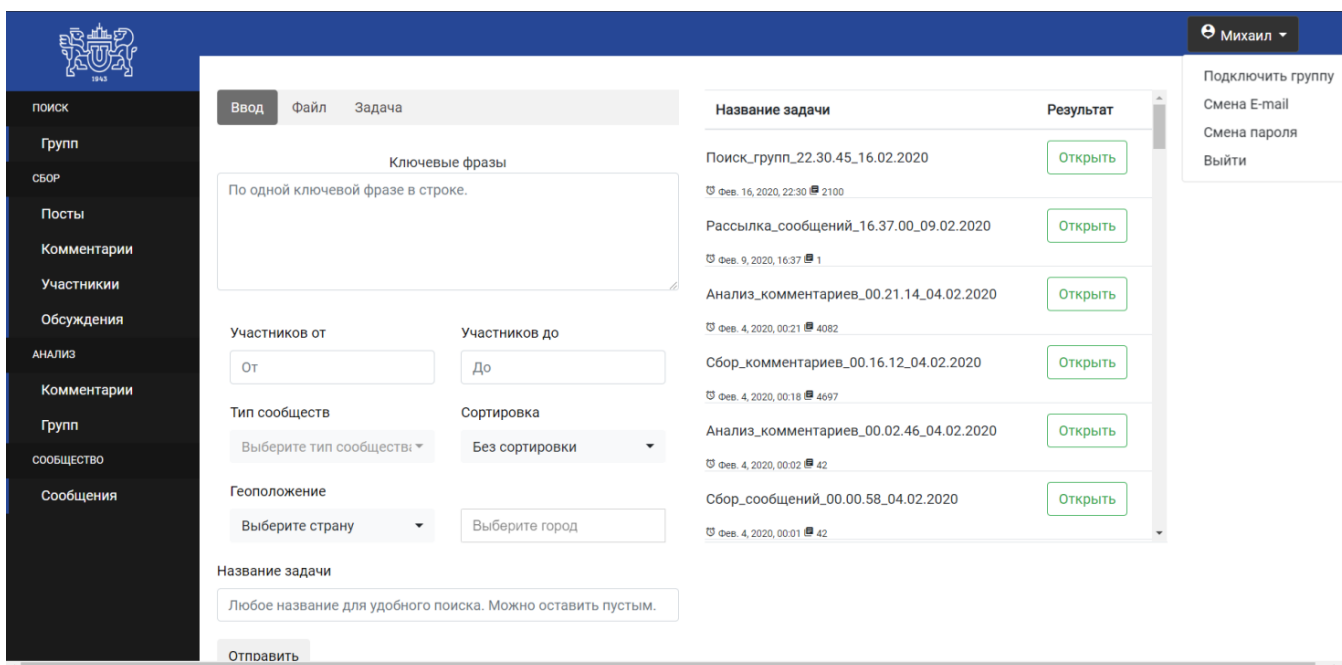 1943
Михаил
Подключить группу
Смена E-mail
Смена пароля
Выйти
ПОИСК
Групп
СБОР
Посты
Комментарии
Участникии
Обсуждения
АНАЛИЗ
Комментарии
Групп
СООБЩЕСТВО
Сообщения
Ввод Файл Задача
Ключевые фразы
По одной ключевой фразе в строке.
Участников от Участников до
От До
Тип сообществ Сортировка
Выберите тип сообществ Без сортировки
Геоположение
Выберите страну Выберите город
Название задачи
Любое название для удобного поиска. Можно оставить пустым.
Отправить
Название задачи Результат
Поиск_групп_22.30.45_16.02.2020 Открыть
Фев. 16, 2020, 22:30 2100
Рассылка_сообщений_16.37.00_09.02.2020 Открыть
Фев. 9, 2020, 16:37 1
Анализ_комментариев_00.21.14_04.02.2020 Открыть
Фев. 4, 2020, 00:21 4082
Сбор_комментариев_00.16.12_04.02.2020 Открыть
Фев. 4, 2020, 00:18 4697
Анализ_комментариев_00.02.46_04.02.2020 Открыть
Фев. 4, 2020, 00:02 42
Сбор_сообщений_00.00.58_04.02.2020 Открыть
Фев. 4, 2020, 00:01 42